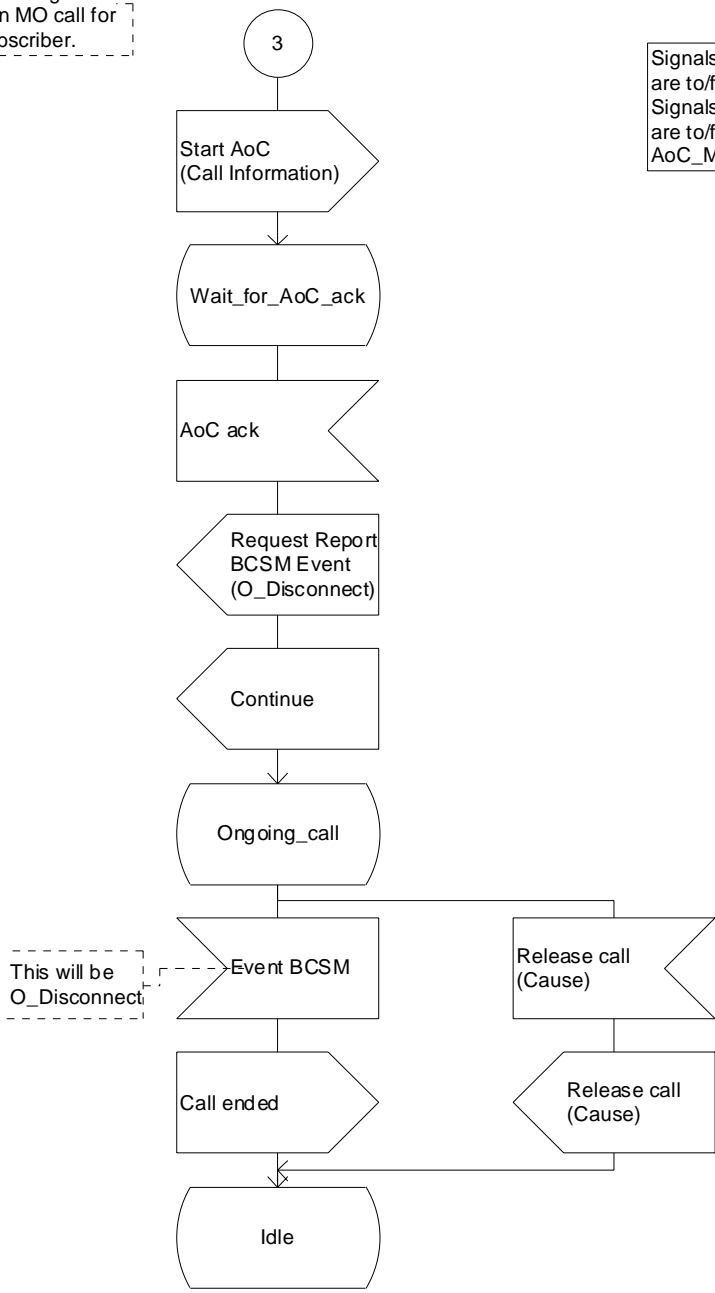 n MO call for
oscriber.
3
Signals
are to/f
Signals
are to/f
AoC_M
Start AoC
(Call Information)
Wait_for_AoC_ack
AoC ack
Request Report
BCSM Event
(O_Disconnect)
Continue
Ongoing_call
This will be
O_Disconnect
Event BCSM
Release call
(Cause)
Call ended
Release call
(Cause)
Idle